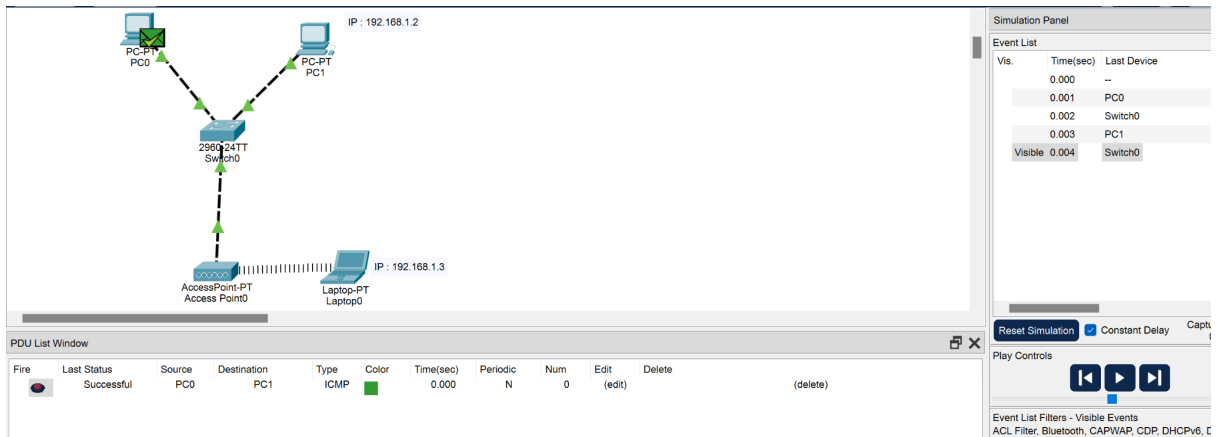 IP : 192.168.1.2
PC-PT
PC0
PC-PT
PC1
2960-24TT
Switch0
IP : 192.168.1.3
AccessPoint-PT
Access Point0
Laptop-PT
Laptop0
PDU List Window
Fire Last Status Source Destination Type Color Time(sec) Periodic Num Edit Delete
Successful PC0 PC1 ICMP 0.000 N 0 (edit) (delete)
Simulation Panel
Event List
Vis. Time(sec) Last Device
0.000 --
0.001 PC0
0.002 Switch0
0.003 PC1
Visible 0.004 Switch0
Reset Simulation Constant Delay
Play Controls
Event List Filters - Visible Events
ACL Filter, Bluetooth, CAPWAP, CDP, DHCPv6,